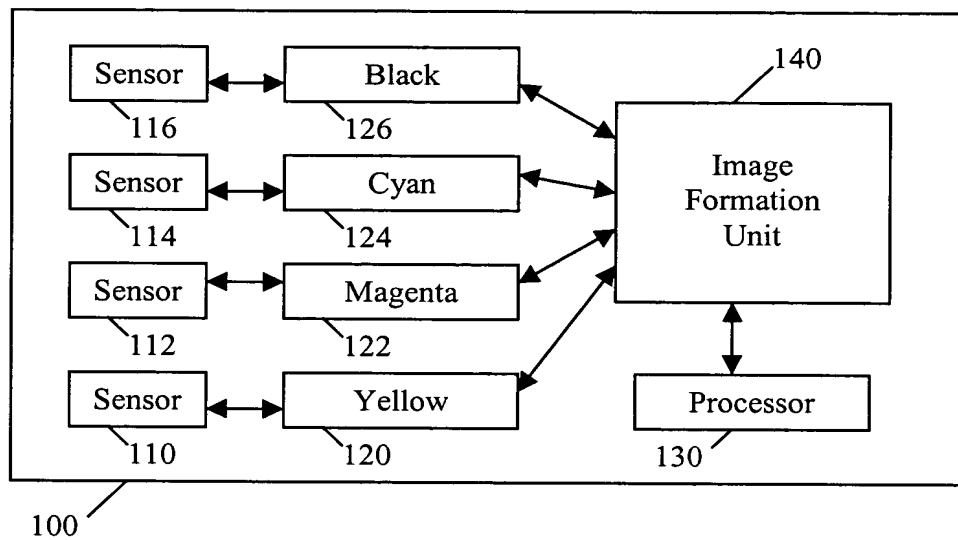 Sensor
116
Black
126
140
Image
Formation
Unit
Sensor
114
Cyan
124
Sensor
112
Magenta
122
Sensor
110
Yellow
120
Processor
130
100